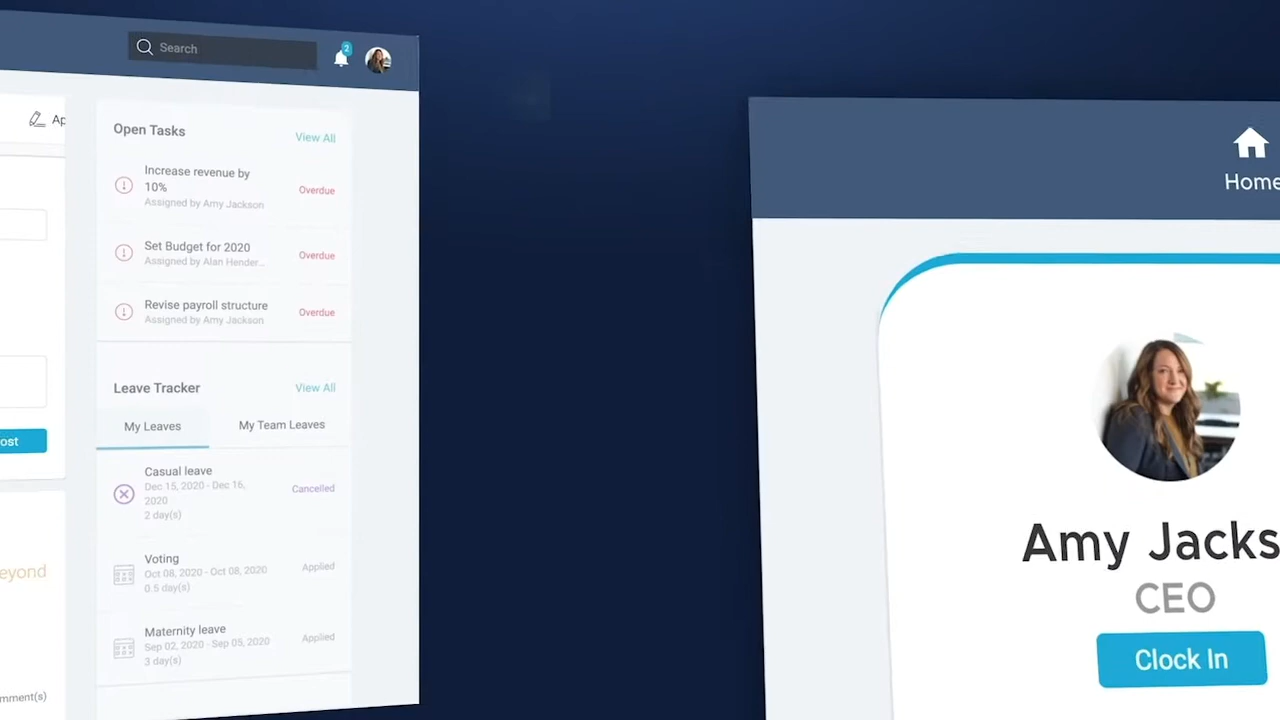 Search
2
Ap
Open Tasks
View All
Increase revenue by
10%
Assigned by Amy Jackson
Overdue
Set Budget for 2020
Assigned by Alan Hender...
Overdue
Revise payroll structure
Assigned by Amy Jackson
Overdue
Leave Tracker
View All
My Leaves
My Team Leaves
ost
Casual leave
Dec 15, 2020 - Dec 16,
2020
2 day(s)
Cancelled
Voting
Oct 08, 2020 - Oct 08, 2020
0.5 day(s)
Applied
eyond
Maternity leave
Sep 02, 2020 - Sep 05, 2020
3 day(s)
Applied
mment(s)
Home
Amy Jacks
CEO
Clock In